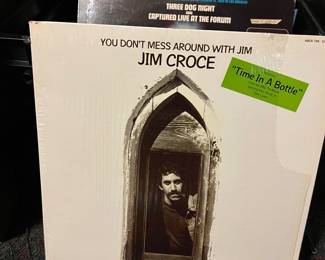 THREE DOG NIGHT
CAPTURED LIVE AT THE FORUM
YOU DON'T MESS AROUND WITH JIM
JIM CROCE
"Time In A Bottle"